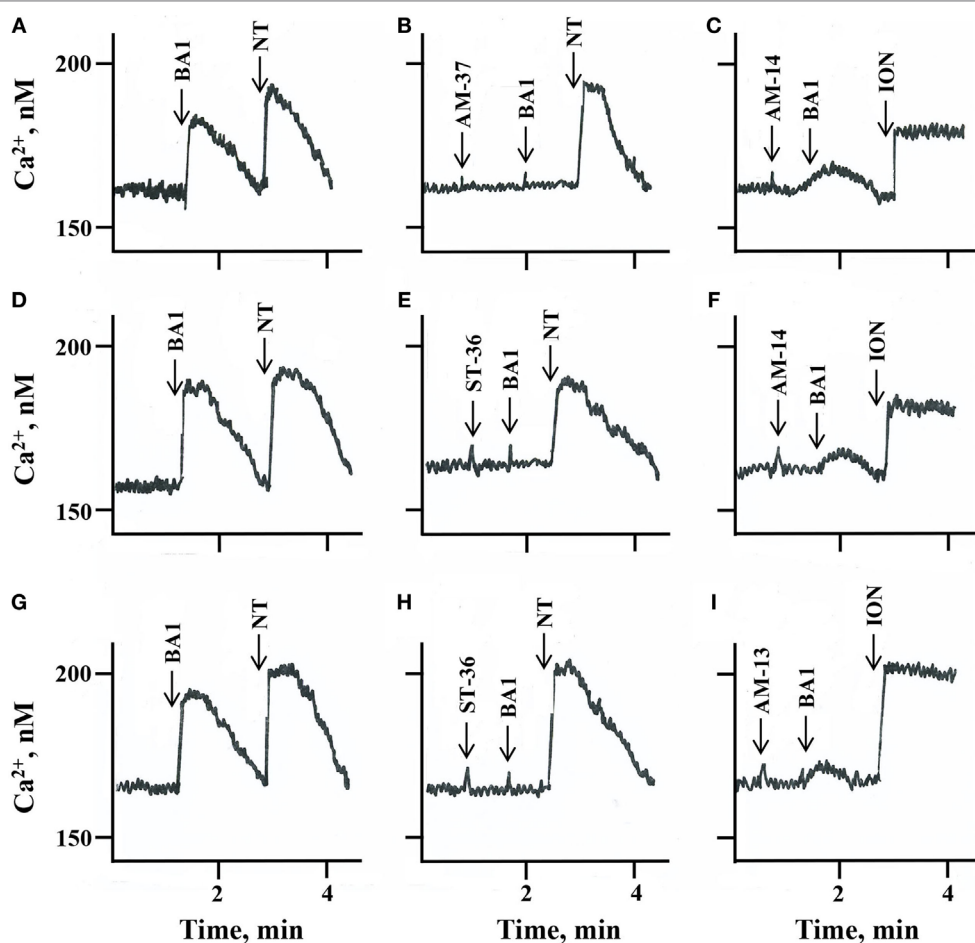 A
Ca²⁺, nM
200
150
BA1
NT
B
AM-37
BA1
NT
C
AM-14
BA1
ION
D
Ca²⁺, nM
200
150
BA1
NT
E
ST-36
BA1
NT
F
AM-14
BA1
ION
G
Ca²⁺, nM
200
150
BA1
NT
2
4
Time, min
H
ST-36
BA1
NT
2
4
Time, min
I
AM-13
BA1
ION
2
4
Time, min